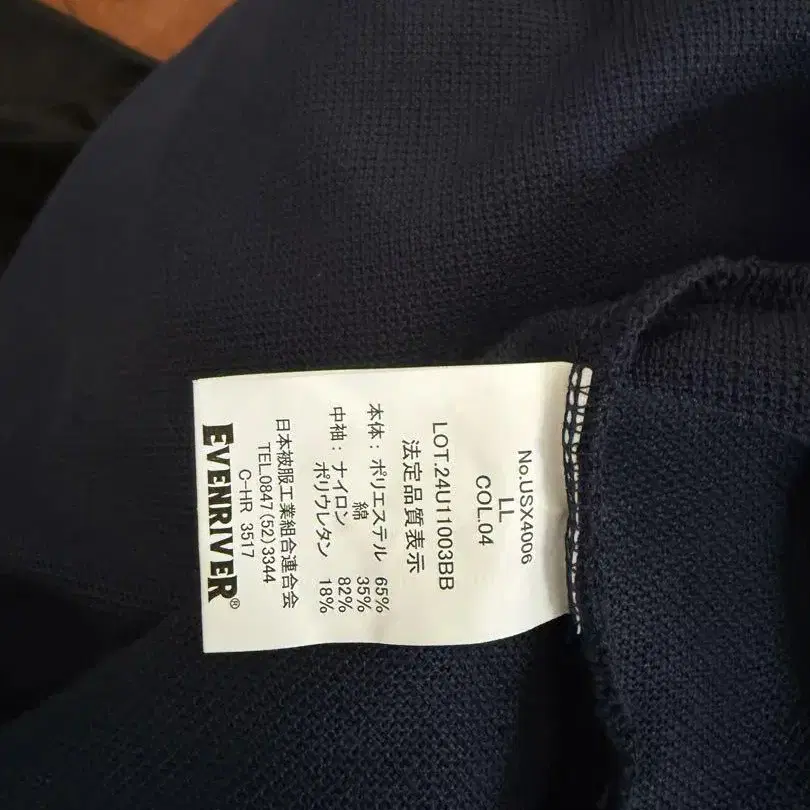 No.USX4006
LL
COL.04
LOT.24U11003BB
法定品質表示
本体：ポリエステル 65%
綿 35%
中袖：ナイロン 82%
ポリウレタン 18%
日本被服工業組合連合会
TEL.0847(52)3344
C-HR 3517
EVENRIVER®